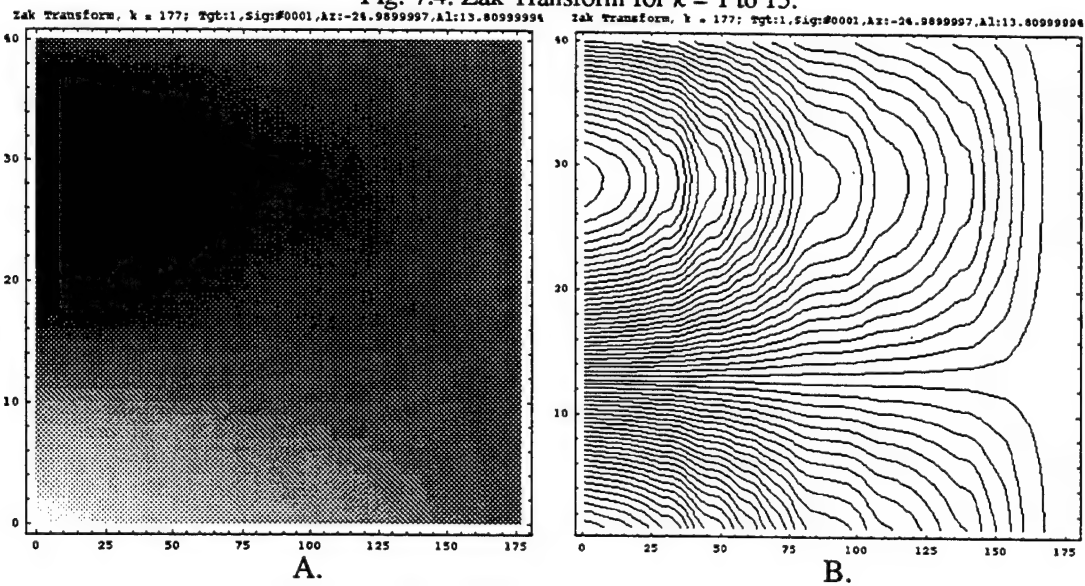 Fig. 7.4. Zak Transform for k = 1 to 15.
Zak Transform, k = 177; Tgt:1,Sig:#0001,Az:-24.9899997,Al:13.80999994
Zak Transform, k = 177; Tgt:1,Sig:#0001,Az:-24.9899997,Al:13.80999994
40
30
20
10
0
0 25 50 75 100 125 150 175
A.
40
30
20
10
0 25 50 75 100 125 150 175
B.